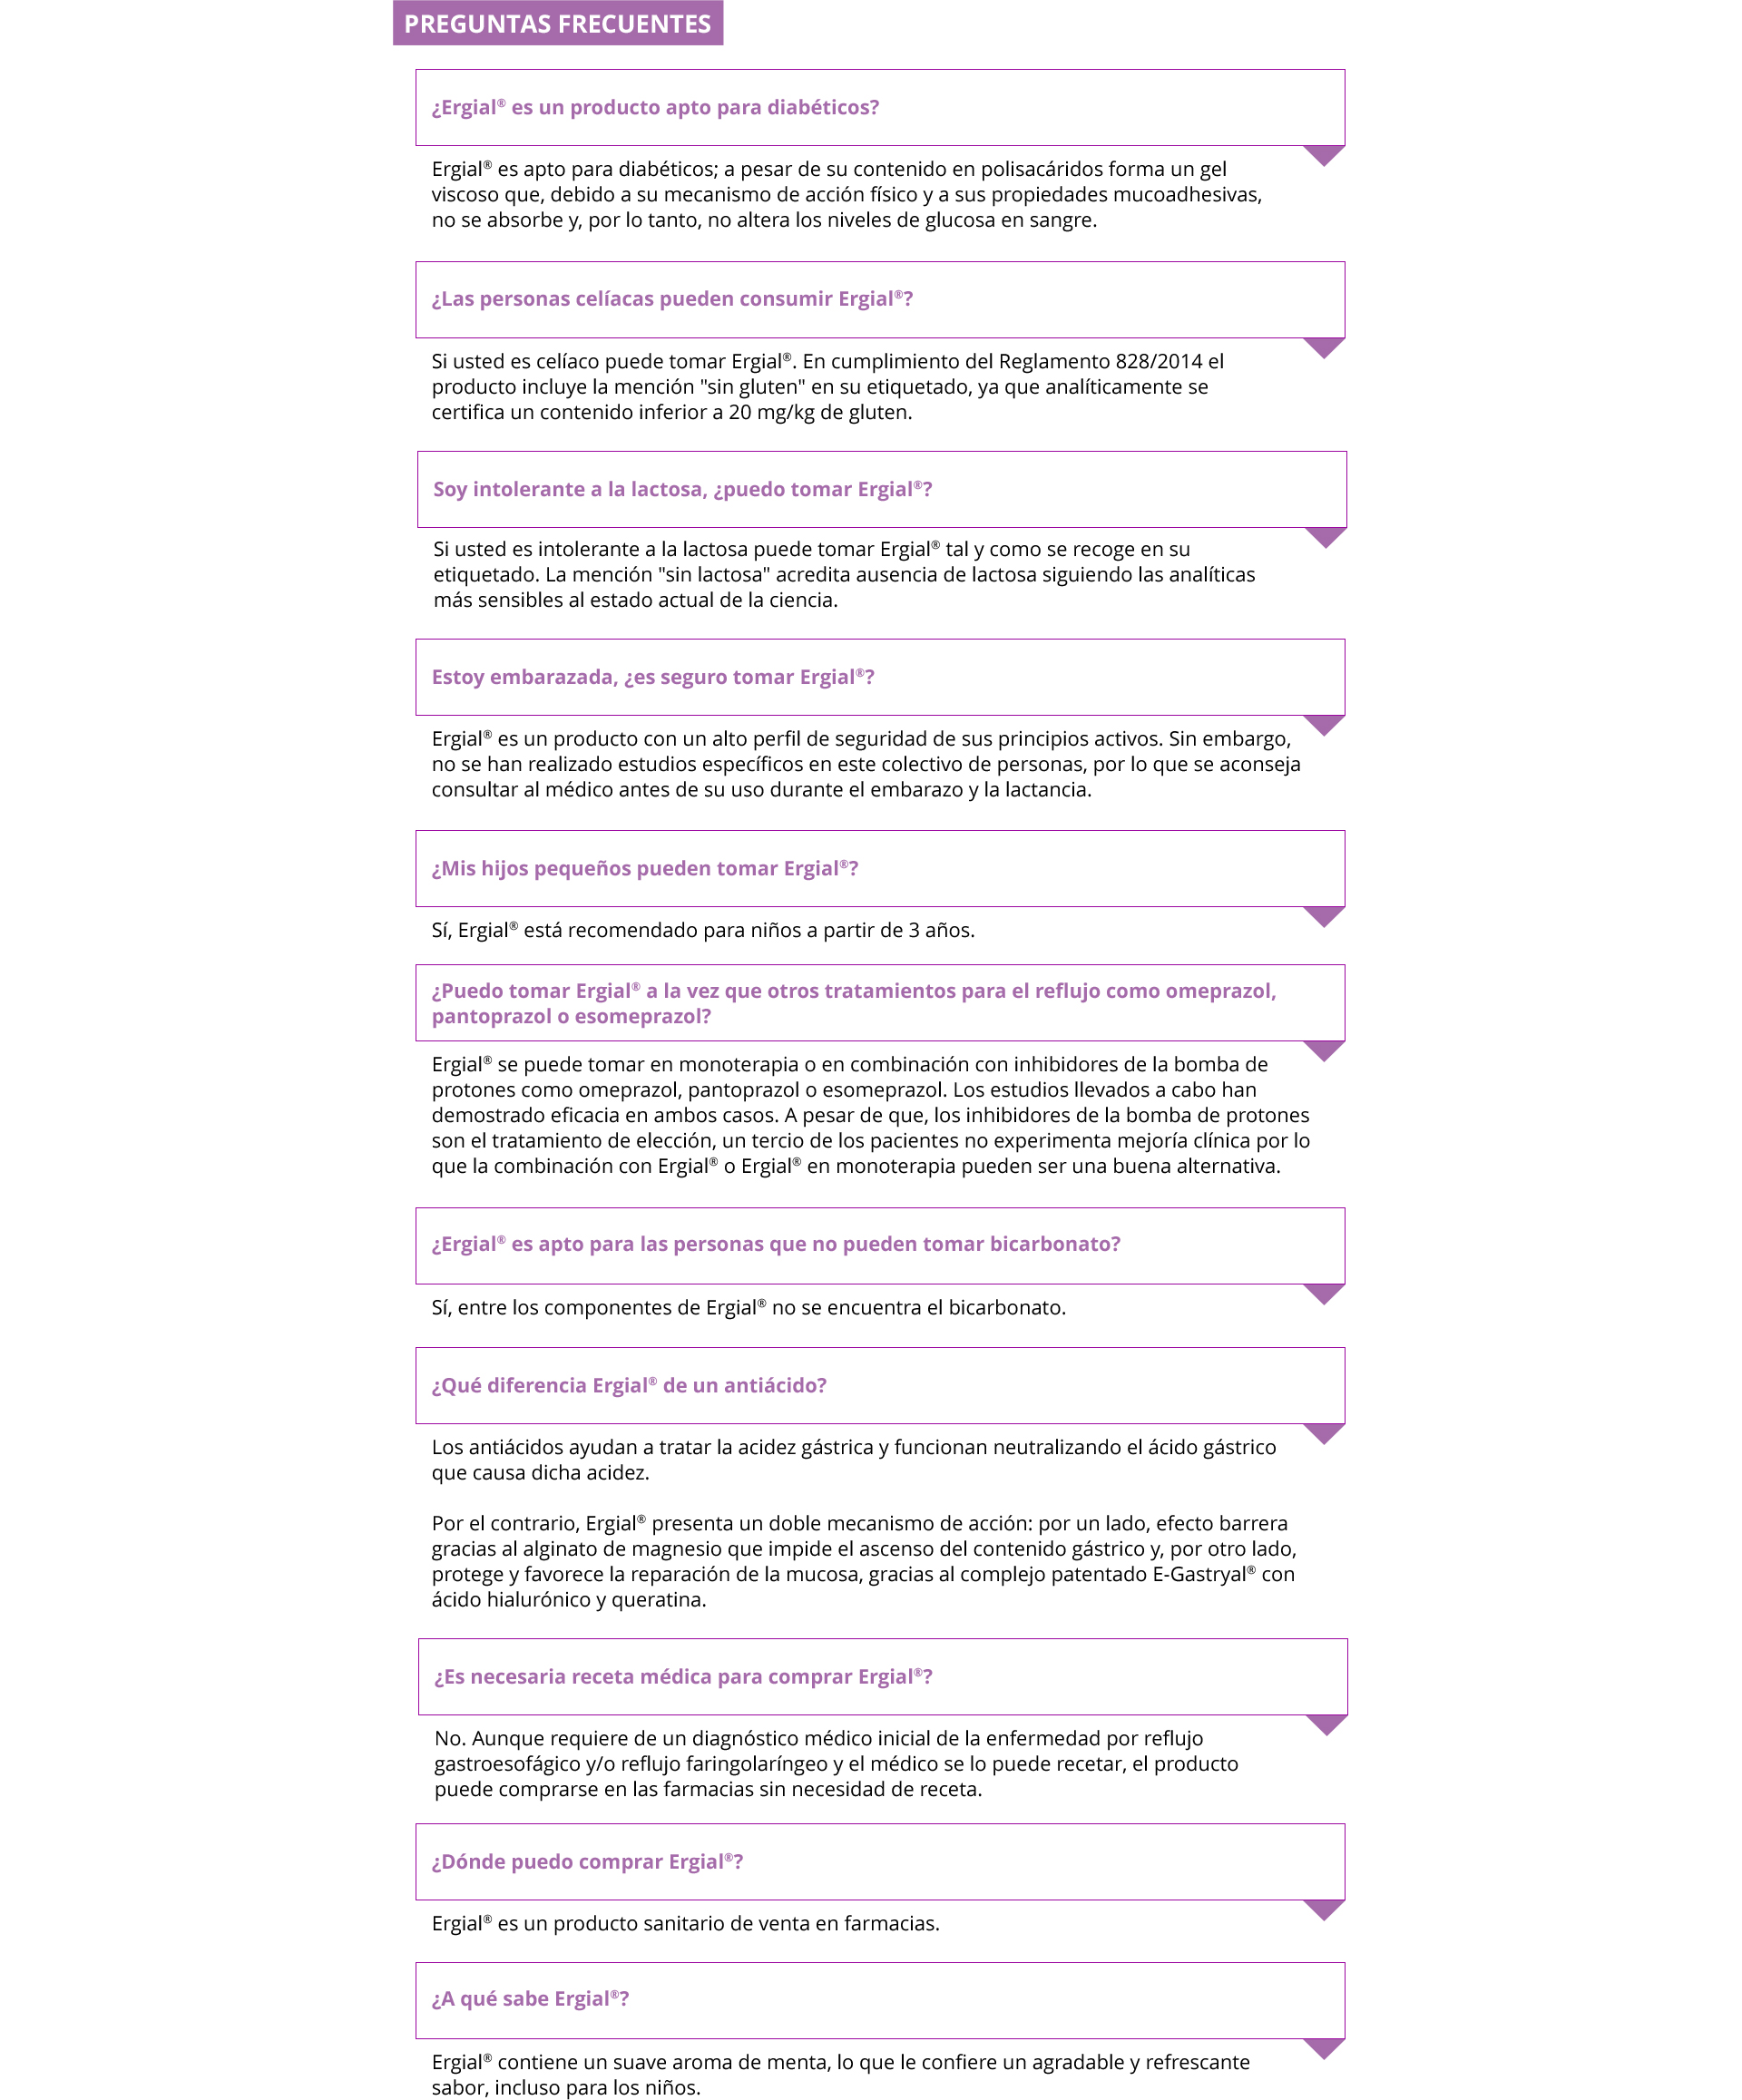 PREGUNTAS FRECUENTES
¿Ergial® es un producto apto para diabéticos?
Ergial® es apto para diabéticos; a pesar de su contenido en polisacáridos forma un gel
viscoso que, debido a su mecanismo de acción físico y a sus propiedades mucoadhesivas,
no se absorbe y, por lo tanto, no altera los niveles de glucosa en sangre.
¿Las personas celíacas pueden consumir Ergial®?
Si usted es celíaco puede tomar Ergial®. En cumplimiento del Reglamento 828/2014 el
producto incluye la mención "sin gluten" en su etiquetado, ya que analíticamente se
certifica un contenido inferior a 20 mg/kg de gluten.
Soy intolerante a la lactosa, ¿puedo tomar Ergial®?
Si usted es intolerante a la lactosa puede tomar Ergial® tal y como se recoge en su
etiquetado. La mención "sin lactosa" acredita ausencia de lactosa siguiendo las analíticas
más sensibles al estado actual de la ciencia.
Estoy embarazada, ¿es seguro tomar Ergial®?
Ergial® es un producto con un alto perfil de seguridad de sus principios activos. Sin embargo,
no se han realizado estudios específicos en este colectivo de personas, por lo que se aconseja
consultar al médico antes de su uso durante el embarazo y la lactancia.
¿Mis hijos pequeños pueden tomar Ergial®?
Sí, Ergial® está recomendado para niños a partir de 3 años.
¿Puedo tomar Ergial® a la vez que otros tratamientos para el reflujo como omeprazol,
pantoprazol o esomeprazol?
Ergial® se puede tomar en monoterapia o en combinación con inhibidores de la bomba de
protones como omeprazol, pantoprazol o esomeprazol. Los estudios llevados a cabo han
demostrado eficacia en ambos casos. A pesar de que, los inhibidores de la bomba de protones
son el tratamiento de elección, un tercio de los pacientes no experimenta mejoría clínica por lo
que la combinación con Ergial® o Ergial® en monoterapia pueden ser una buena alternativa.
¿Ergial® es apto para las personas que no pueden tomar bicarbonato?
Sí, entre los componentes de Ergial® no se encuentra el bicarbonato.
¿Qué diferencia Ergial® de un antiácido?
Los antiácidos ayudan a tratar la acidez gástrica y funcionan neutralizando el ácido gástrico
que causa dicha acidez.
Por el contrario, Ergial® presenta un doble mecanismo de acción: por un lado, efecto barrera
gracias al alginato de magnesio que impide el ascenso del contenido gástrico y, por otro lado,
protege y favorece la reparación de la mucosa, gracias al complejo patentado E-Gastryal® con
ácido hialurónico y queratina.
¿Es necesaria receta médica para comprar Ergial®?
No. Aunque requiere de un diagnóstico médico inicial de la enfermedad por reflujo
gastroesofágico y/o reflujo faringolaríngeo y el médico se lo puede recetar, el producto
puede comprarse en las farmacias sin necesidad de receta.
¿Dónde puedo comprar Ergial®?
Ergial® es un producto sanitario de venta en farmacias.
¿A qué sabe Ergial®?
Ergial® contiene un suave aroma de menta, lo que le confiere un agradable y refrescante
sabor, incluso para los niños.